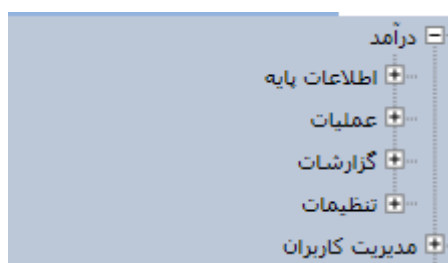 درآمد
اطلاعات پایه
عملیات
گزارشات
تنظیمات
مدیریت کاربران